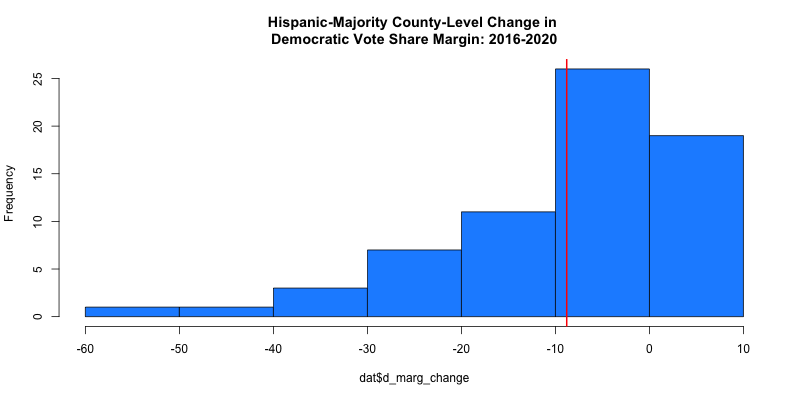 Hispanic-Majority County-Level Change in
Democratic Vote Share Margin: 2016-2020
Frequency
25
20
15
10
5
0
-60 -50 -40 -30 -20 -10 0 10
dat$d_marg_change